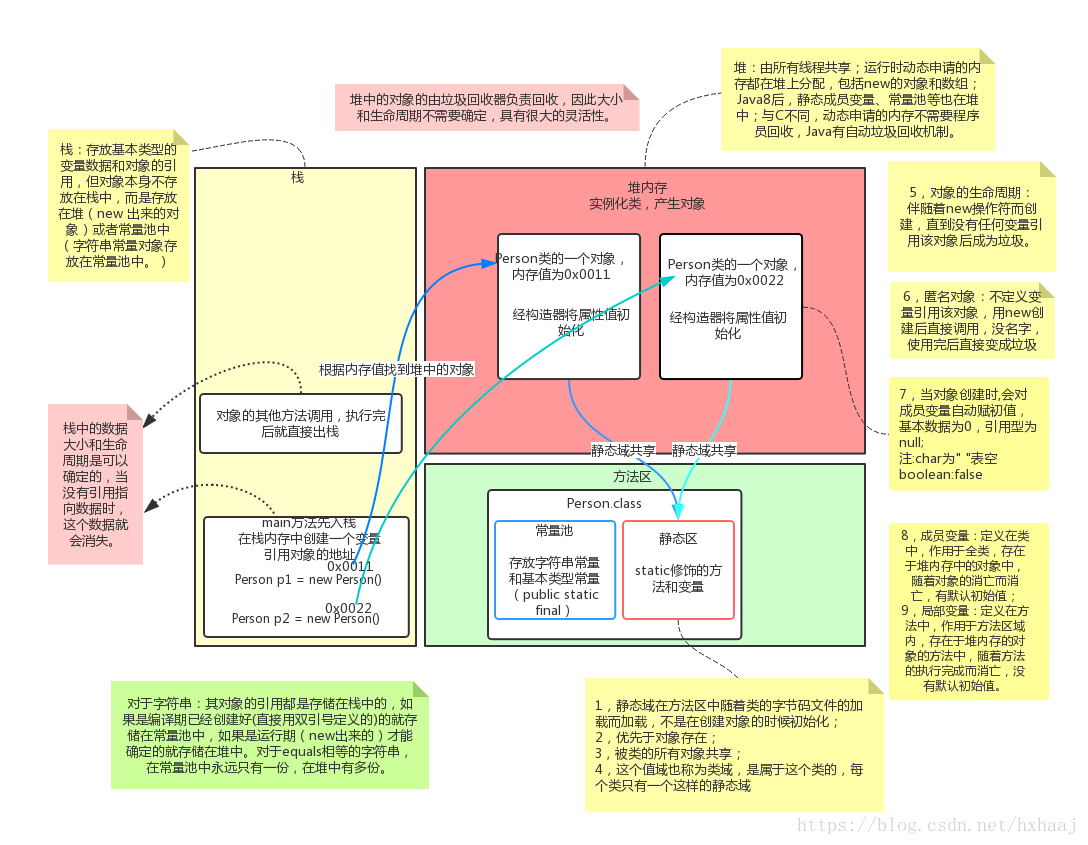 堆：由所有线程共享；运行时动态申请的内
存都在堆上分配，包括new的对象和数组；
Java8后，静态成员变量、常量池等也在堆
中；与C不同，动态申请的内存不需要程序
员回收，Java有自动垃圾回收机制。
堆中的对象的由垃圾回收器负责回收，因此大小
和生命周期不需要确定，具有很大的灵活性。
栈：存放基本类型的
变量数据和对象的引
用，但对象本身不存
放在栈中，而是存放
在堆（new 出来的对
象）或者常量池中
（字符串常量对象存
放在常量池中。）
栈
堆内存
实例化类，产生对象
5，对象的生命周期：
伴随着new操作符而创
建，直到没有任何变量引
用该对象后成为垃圾。
Person类的一个对象，
内存值为0x0011
经构造器将属性值初
始化
Person类的一个对象，
内存值为0x0022
经构造器将属性值初
始化
6，匿名对象：不定义变
量引用该对象，用new创
建后直接调用，没名字，
使用完后直接变成垃圾
根据内存值找到堆中的对象
7，当对象创建时,会对
成员变量自动赋初值，
基本数据为0，引用型为
null;
注:char为" "表空
boolean:false
对象的其他方法调用，执行完
后就直接出栈
栈中的数据
大小和生命
周期是可以
确定的，当
没有引用指
向数据时，
这个数据就
会消失。
静态域共享
静态域共享
方法区
Person.class
常量池
存放字符串常量
和基本类型常量
（public static
final）
静态区
static修饰的方
法和变量
main方法先入栈
在栈内存中创建一个变量
引用对象的地址
0x0011
Person p1 = new Person()
0x0022
Person p2 = new Person()
8，成员变量：定义在类
中，作用于全类，存在
于堆内存中的对象中，
随着对象的消亡而消
亡，有默认初始值；
9，局部变量：定义在方
法中，作用于方法区域
内，存在于堆内存的对
象的方法中，随着方法
的执行完成而消亡，没
有默认初始值。
对于字符串：其对象的引用都是存储在栈中的，如
果是编译期已经创建好(直接用双引号定义的)的就存
储在常量池中，如果是运行期（new出来的）才能
确定的就存储在堆中。对于equals相等的字符串，
在常量池中永远只有一份，在堆中有多份。
1，静态域在方法区中随着类的字节码文件的加
载而加载，不是在创建对象的时候初始化；
2，优先于对象存在；
3，被类的所有对象共享；
4，这个值域也称为类域，是属于这个类的，每
个类只有一个这样的静态域
https://blog.csdn.net/hxhaaj